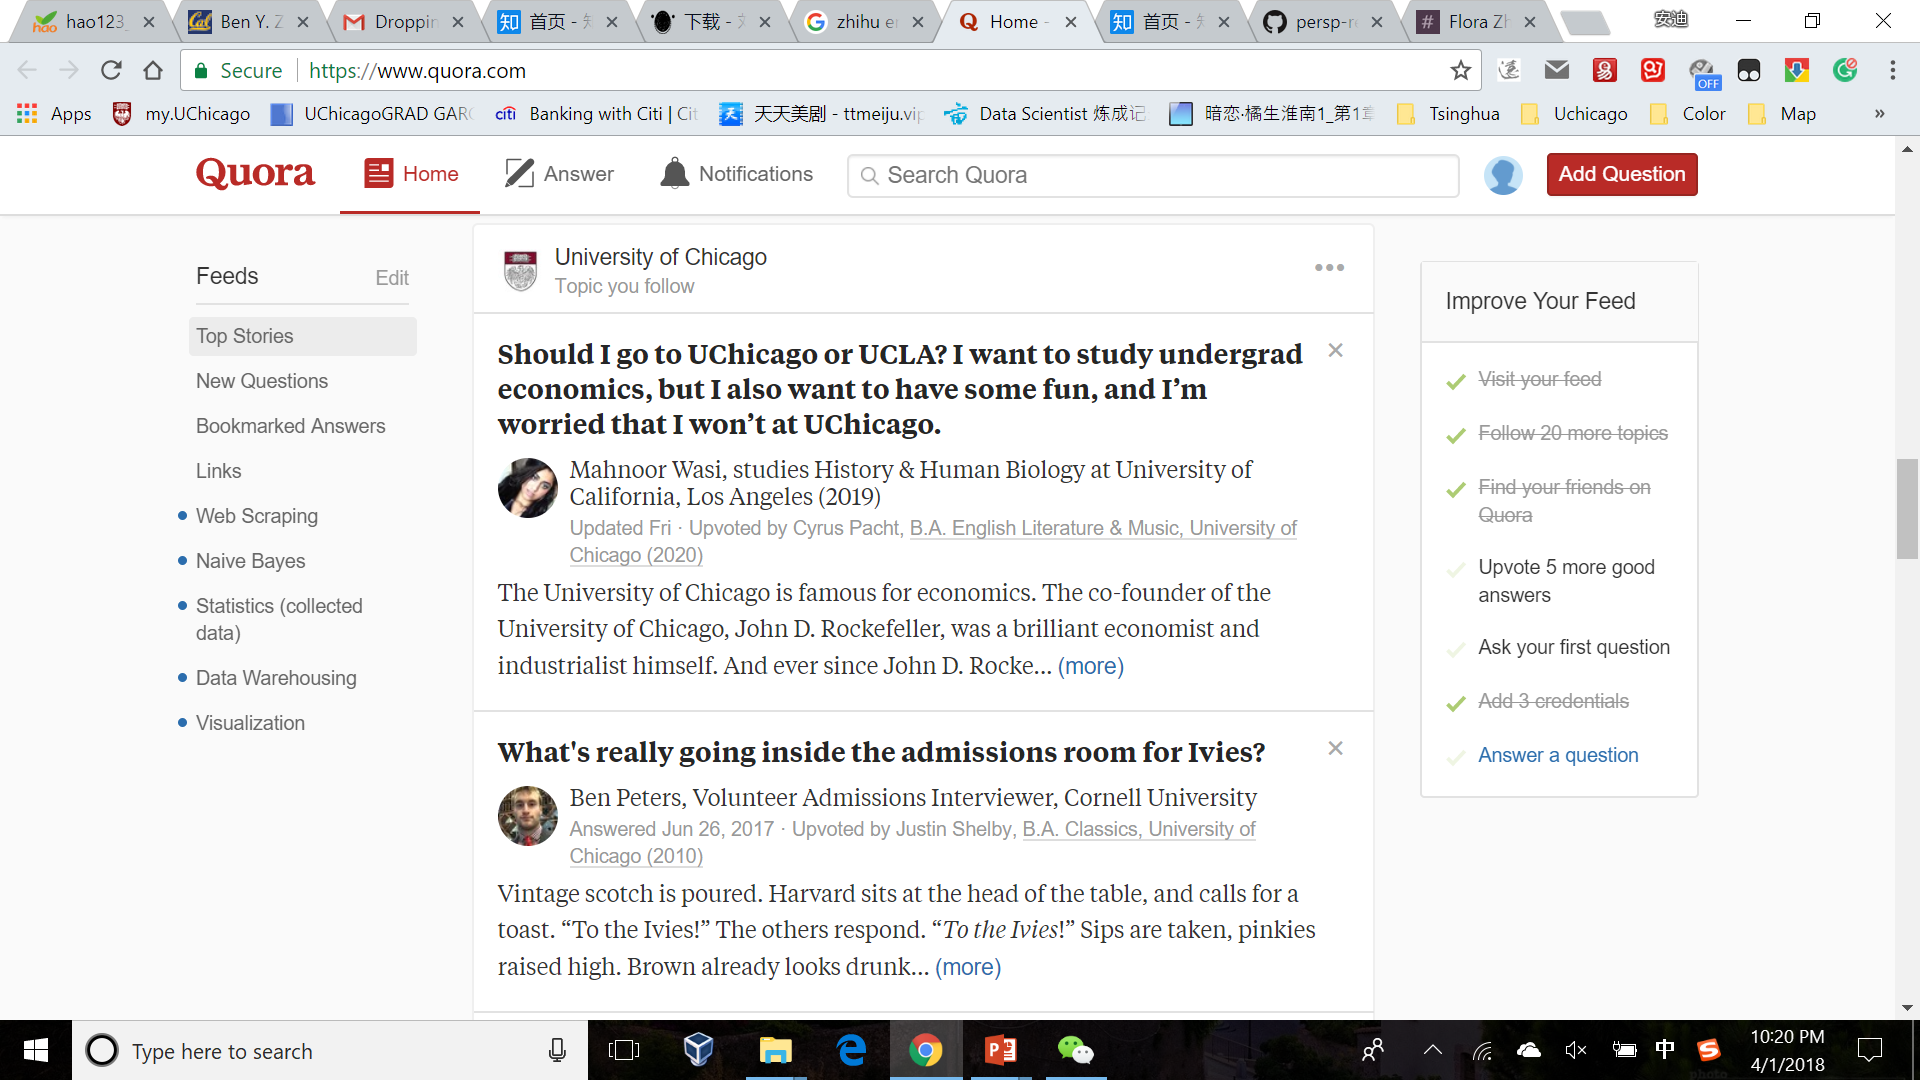 hao123_
Ben Y. Z
Droppin
首页 - 知
下载 -
zhihu en
Home -
首页 - 知
persp-re
Flora Zh
安迪
Secure
https://www.quora.com
OFF
Apps
my.UChicago
UChicagoGRAD GARG
citi
Banking with Citi | Cit
天天美剧 - ttmeiju.vip
Data Scientist 炼成记
暗恋·橘生淮南1_第1章
Tsinghua
Uchicago
Color
Map
»
Quora
Home
Answer
Notifications
Search Quora
Add Question
Feeds
Edit
Top Stories
New Questions
Bookmarked Answers
Links
Web Scraping
Naive Bayes
Statistics (collected
data)
Data Warehousing
Visualization
University of Chicago
Topic you follow
Should I go to UChicago or UCLA? I want to study undergrad
economics, but I also want to have some fun, and I’m
worried that I won’t at UChicago.
Mahnoor Wasi, studies History & Human Biology at University of
California, Los Angeles (2019)
Updated Fri · Upvoted by Cyrus Pacht, B.A. English Literature & Music, University of
Chicago (2020)
The University of Chicago is famous for economics. The co-founder of the
University of Chicago, John D. Rockefeller, was a brilliant economist and
industrialist himself. And ever since John D. Rocke... (more)
What's really going inside the admissions room for Ivies?
Ben Peters, Volunteer Admissions Interviewer, Cornell University
Answered Jun 26, 2017 · Upvoted by Justin Shelby, B.A. Classics, University of
Chicago (2010)
Vintage scotch is poured. Harvard sits at the head of the table, and calls for a
toast. “To the Ivies!” The others respond. “To the Ivies!” Sips are taken, pinkies
raised high. Brown already looks drunk... (more)
Improve Your Feed
Visit your feed
Follow 20 more topics
Find your friends on
Quora
Upvote 5 more good
answers
Ask your first question
Add 3 credentials
Answer a question
Type here to search
中
10:20 PM
4/1/2018